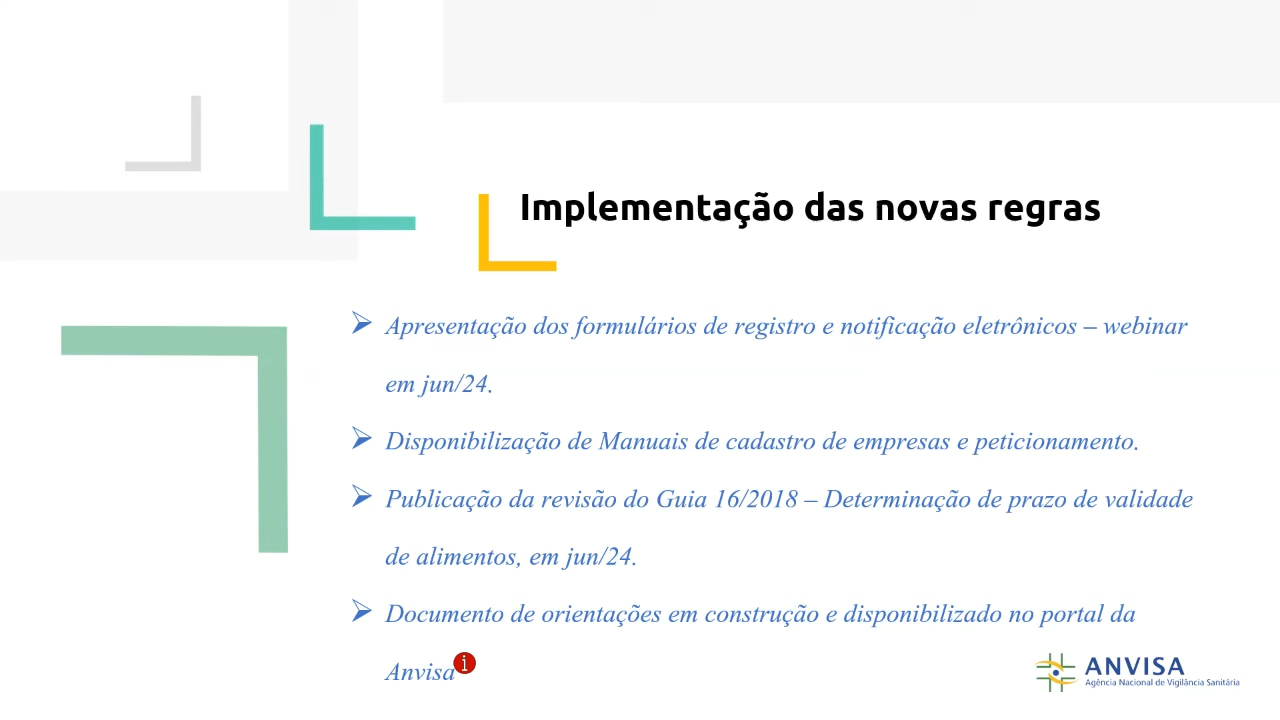 Implementação das novas regras
Apresentação dos formulários de registro e notificação eletrônicos – webinar
em jun/24.
Disponibilização de Manuais de cadastro de empresas e peticionamento.
Publicação da revisão do Guia 16/2018 – Determinação de prazo de validade
de alimentos, em jun/24.
Documento de orientações em construção e disponibilizado no portal da
Anvisa i
ANVISA
Agência Nacional de Vigilância Sanitária